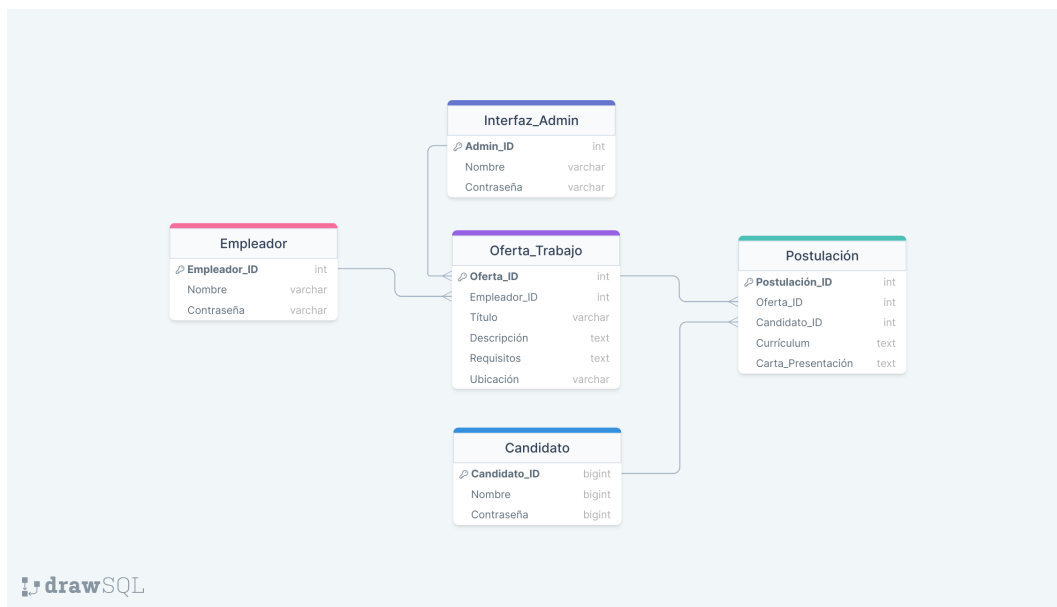 Interfaz_Admin
Admin_ID int
Nombre varchar
Contraseña varchar
Empleador
Empleador_ID int
Nombre varchar
Contraseña varchar
Oferta_Trabajo
Oferta_ID int
Empleador_ID int
Título varchar
Descripción text
Requisitos text
Ubicación varchar
Postulación
Postulación_ID int
Oferta_ID int
Candidato_ID int
Currículum text
Carta_Presentación text
Candidato
Candidato_ID bigint
Nombre bigint
Contraseña bigint
drawSQL